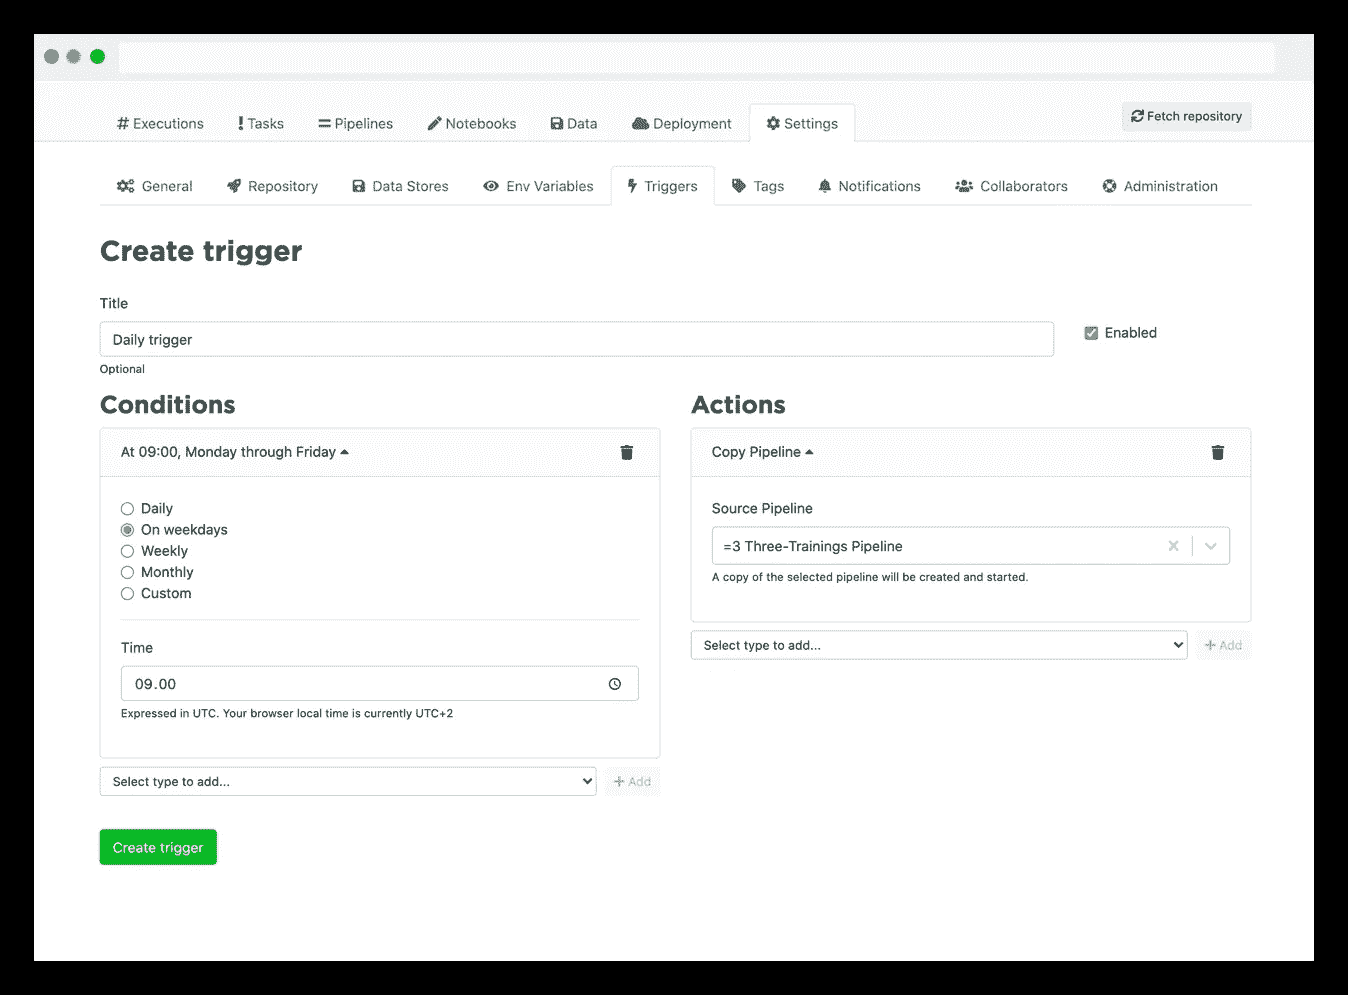 Executions Tasks Pipelines Notebooks Data Deployment Settings Fetch repository
General Repository Data Stores Env Variables Triggers Tags Notifications Collaborators Administration
Create trigger
Title
Daily trigger
Enabled
Optional
Conditions
At 09:00, Monday through Friday
Daily
On weekdays
Weekly
Monthly
Custom
Time
09.00
Expressed in UTC. Your browser local time is currently UTC+2
Select type to add...
+ Add
Actions
Copy Pipeline
Source Pipeline
=3 Three-Trainings Pipeline
A copy of the selected pipeline will be created and started.
Select type to add...
+ Add
Create trigger